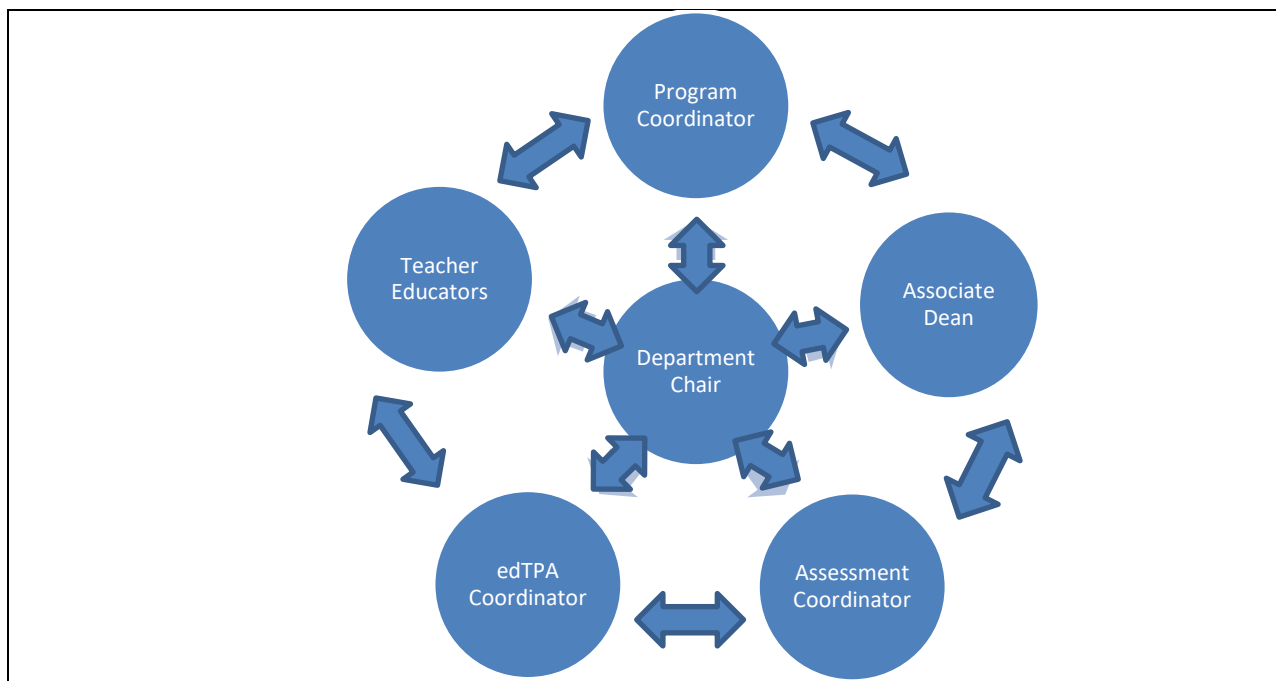 Program
Coordinator
Teacher
Educators
Associate
Dean
Department
Chair
edTPA
Coordinator
Assessment
Coordinator